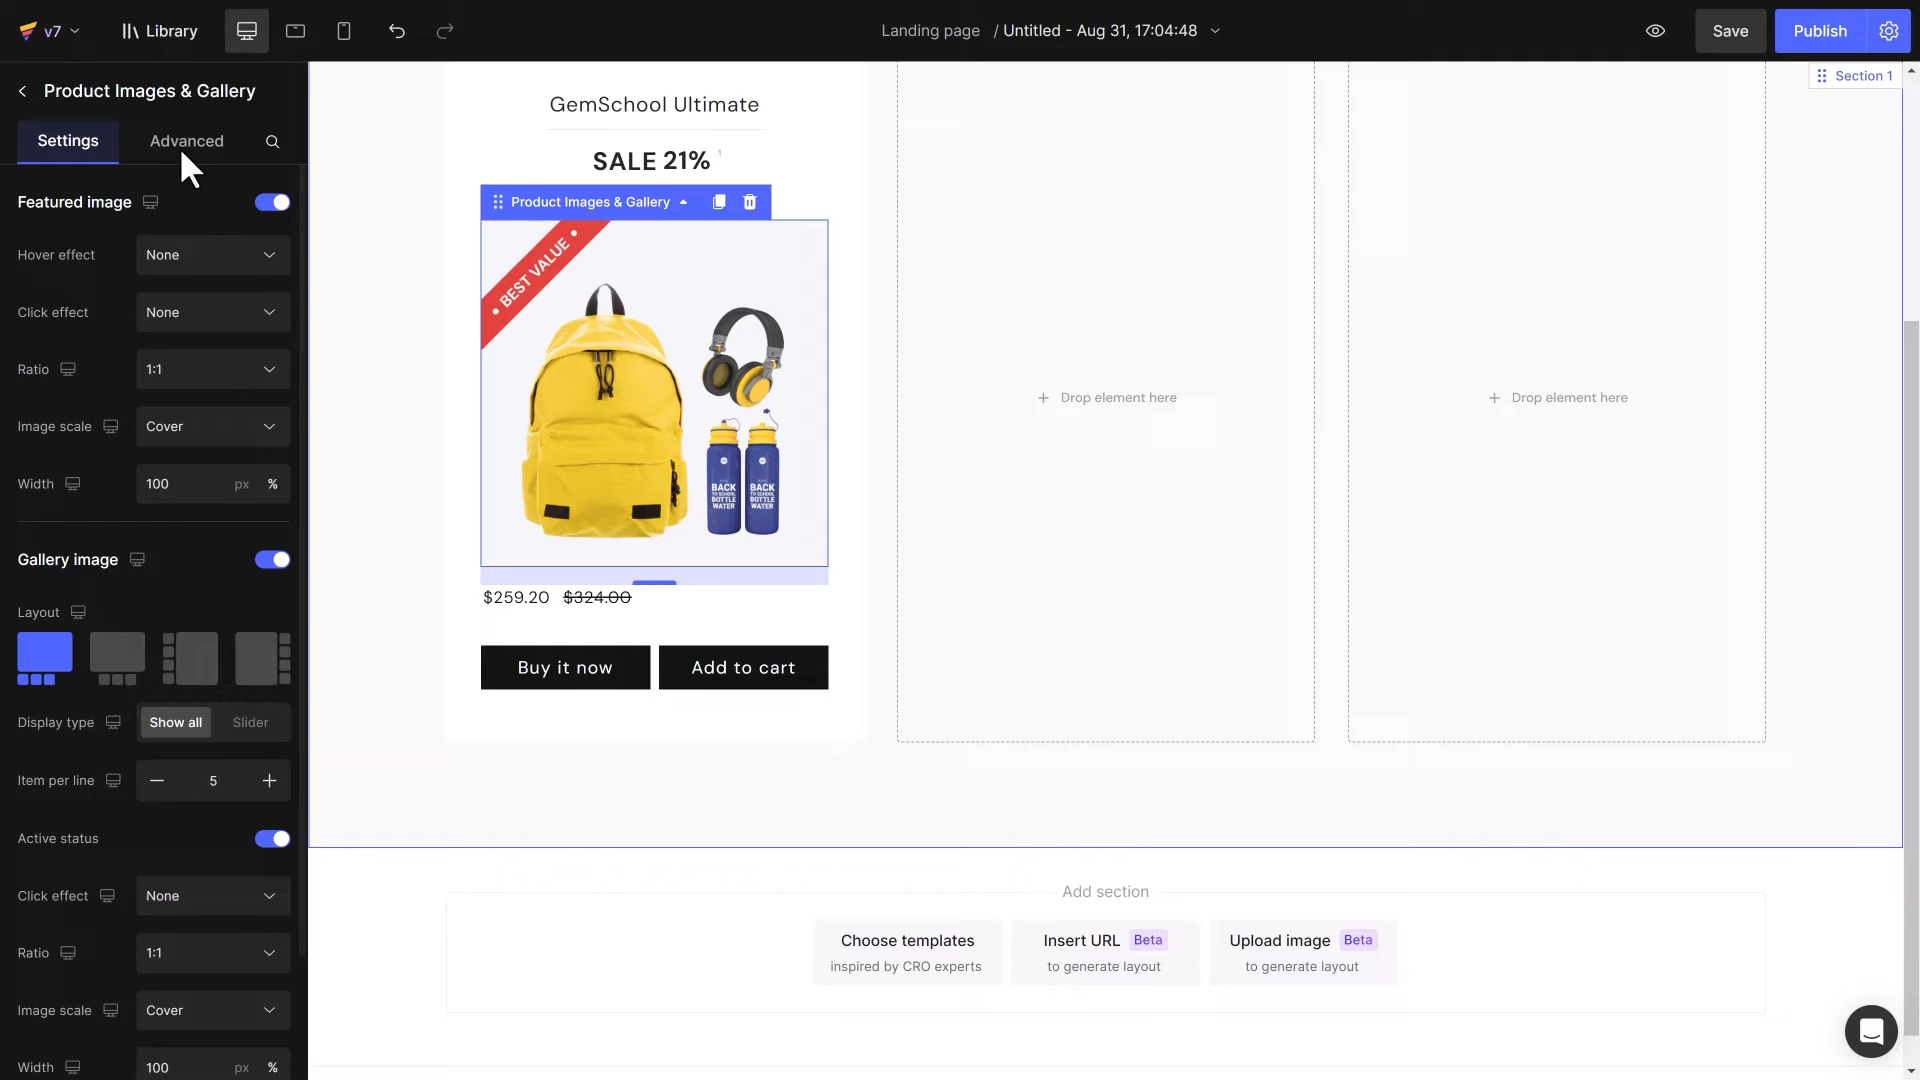 v7
Library
Landing page / Untitled - Aug 31, 17:04:48
Save
Publish
Product Images & Gallery
Settings
Advanced
Featured image
Hover effect
None
Click effect
None
Ratio
1:1
Image scale
Cover
Width
100 px %
Gallery image
Layout
Display type
Show all
Slider
Item per line
5
Active status
Click effect
None
Ratio
1:1
Image scale
Cover
Width
100 px %
Section 1
GemSchool Ultimate
SALE 21%
Product Images & Gallery
• BEST VALUE •
BACK
TO SCHOOL
BOTTLE
WATER
BACK
TO SCHOOL
BOTTLE
WATER
$259.20 $324.00
Buy it now
Add to cart
Drop element here
Drop element here
Add section
Choose templates
inspired by CRO experts
Insert URL Beta
to generate layout
Upload image Beta
to generate layout